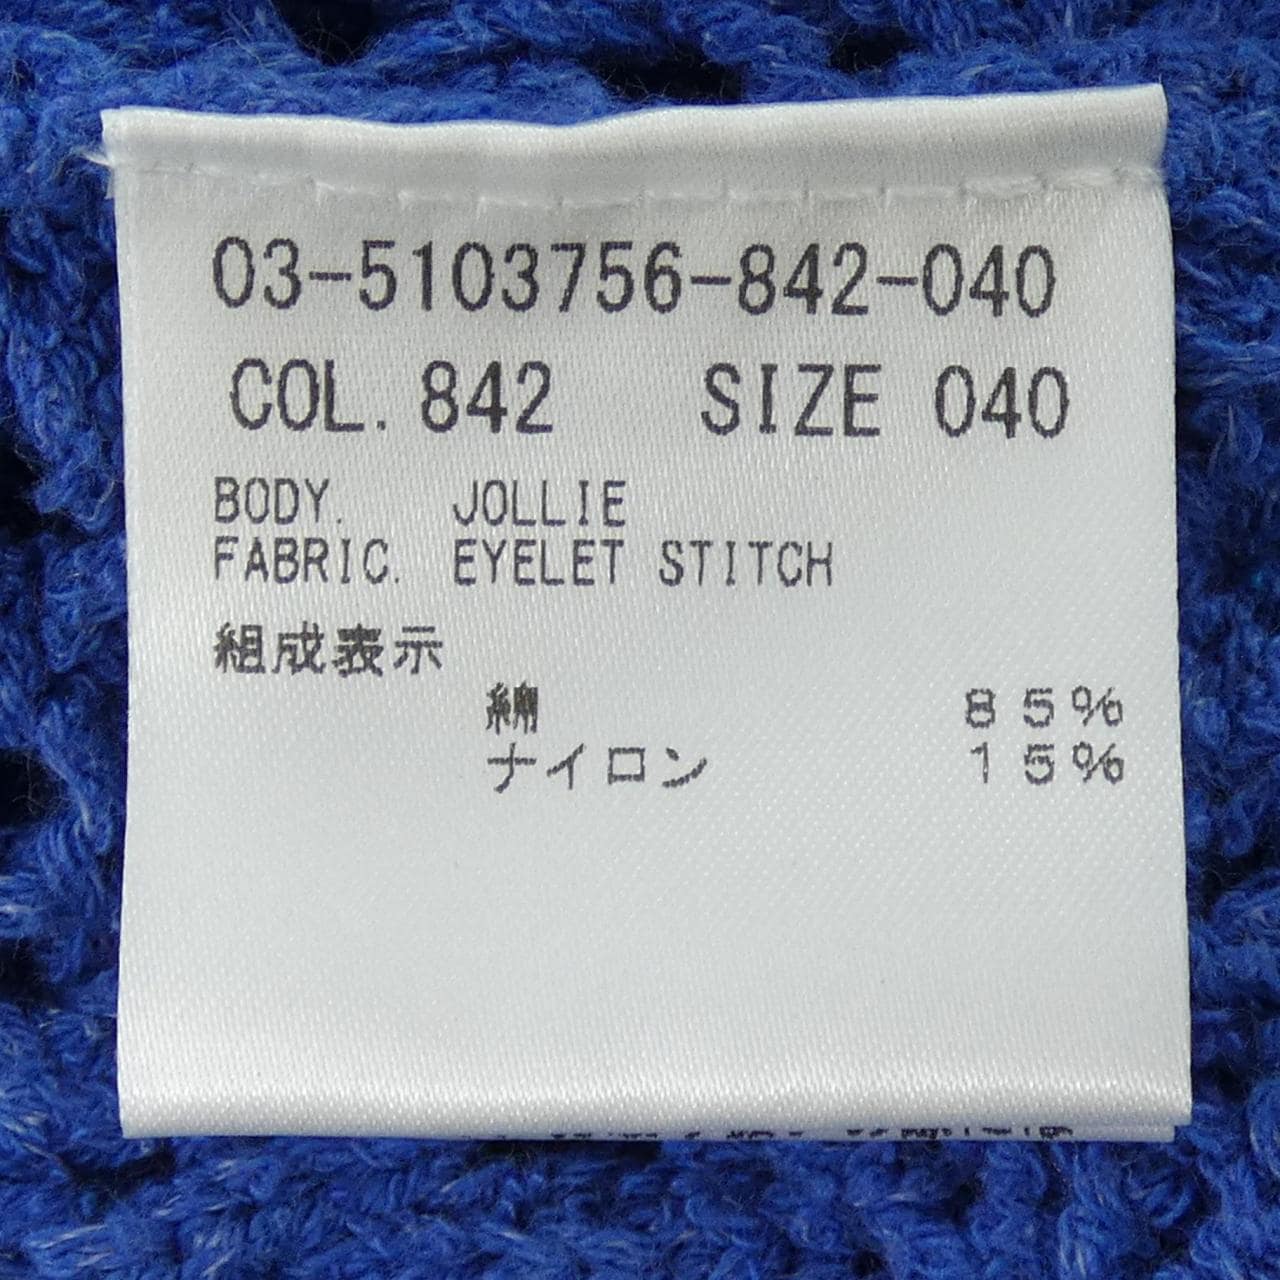 03-5103756-842-040
COL. 842 SIZE 040
BODY. JOLLIE
FABRIC. EYELET STITCH
組成表示
綿 85%
ナイロン 15%